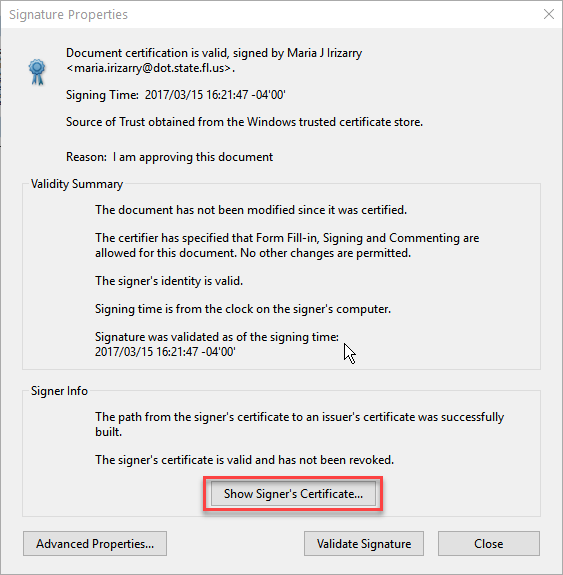 Signature Properties
Document certification is valid, signed by Maria J Irizarry
<maria.irizarry@dot.state.fl.us>.
Signing Time:  2017/03/15 16:21:47 -04'00'
Source of Trust obtained from the Windows trusted certificate store.
Reason:  I am approving this document
Validity Summary
The document has not been modified since it was certified.
The certifier has specified that Form Fill-in, Signing and Commenting are
allowed for this document. No other changes are permitted.
The signer's identity is valid.
Signing time is from the clock on the signer's computer.
Signature was validated as of the signing time:
2017/03/15 16:21:47 -04'00'
Signer Info
The path from the signer's certificate to an issuer's certificate was successfully
built.
The signer's certificate is valid and has not been revoked.
Show Signer's Certificate...
Advanced Properties... Validate Signature Close